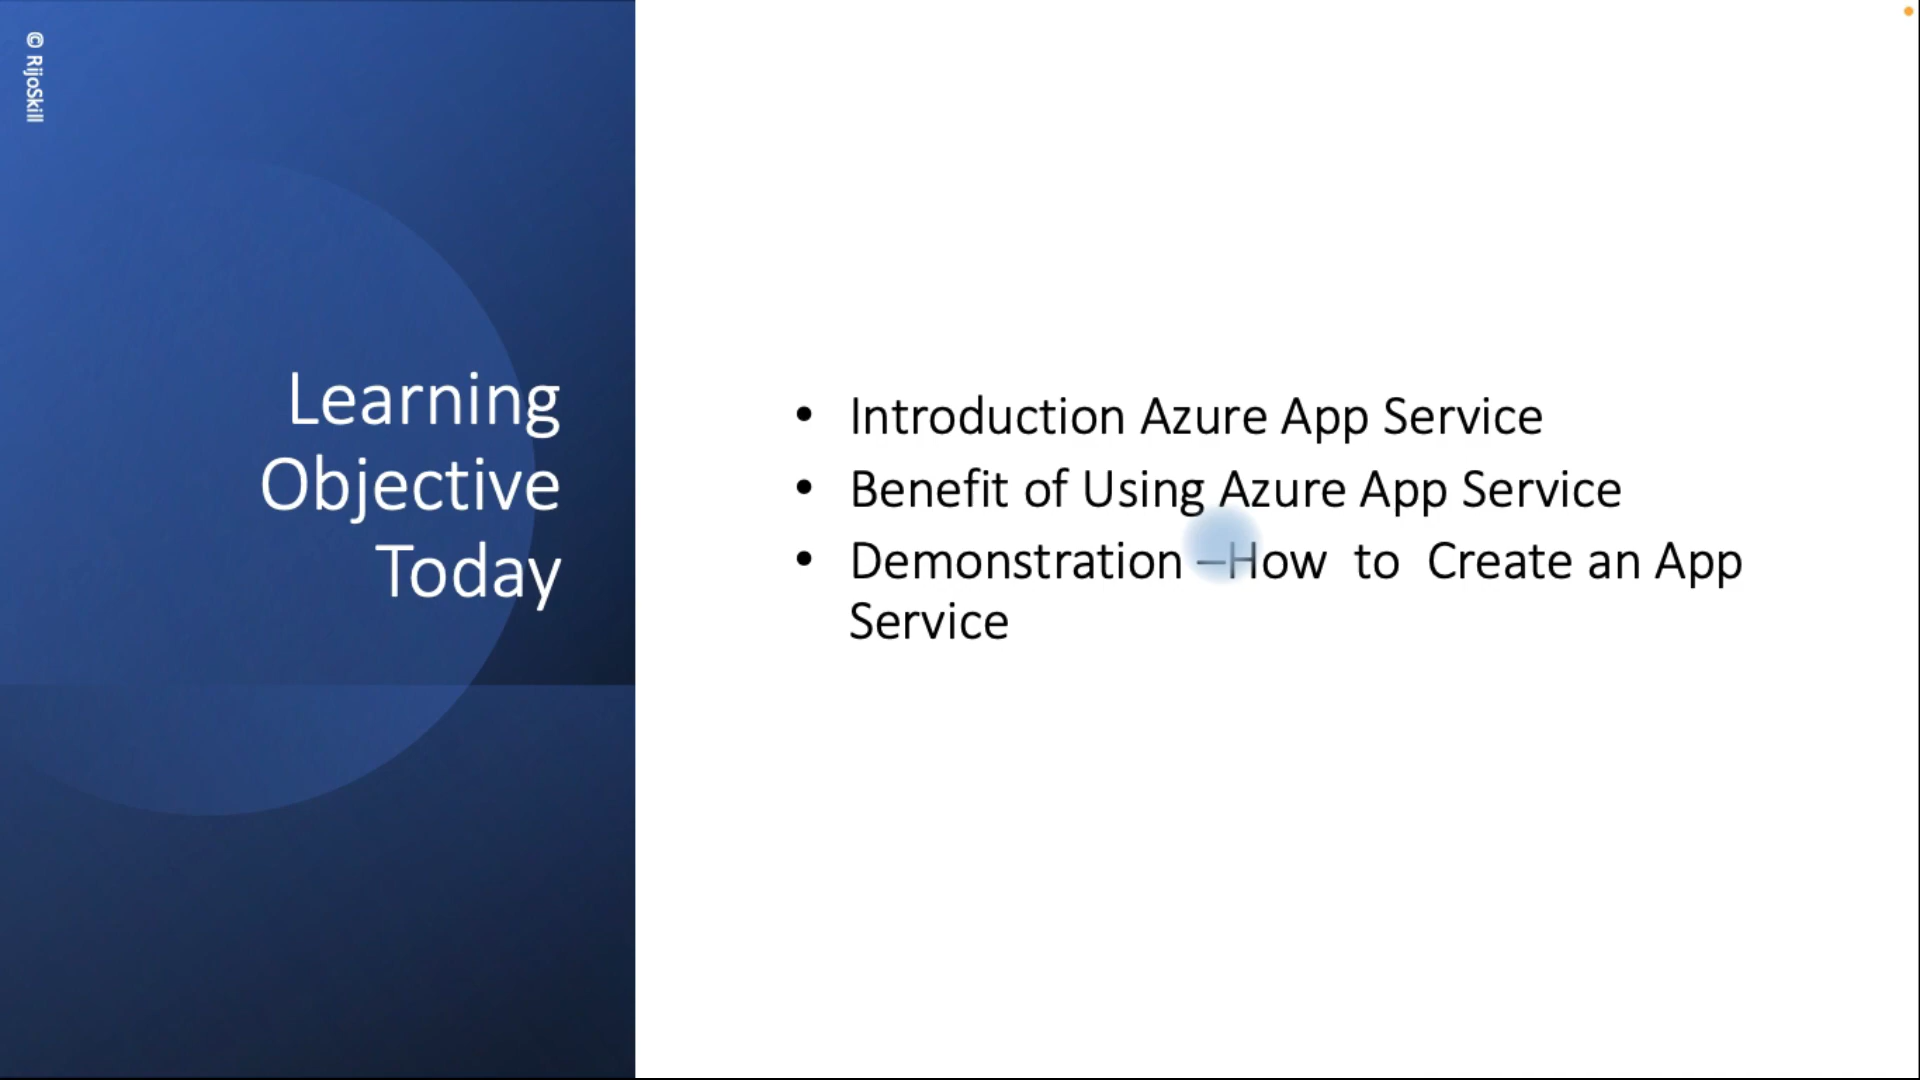 © RijoSkill
Learning
Objective
Today
• Introduction Azure App Service
• Benefit of Using Azure App Service
• Demonstration –How to Create an App
Service